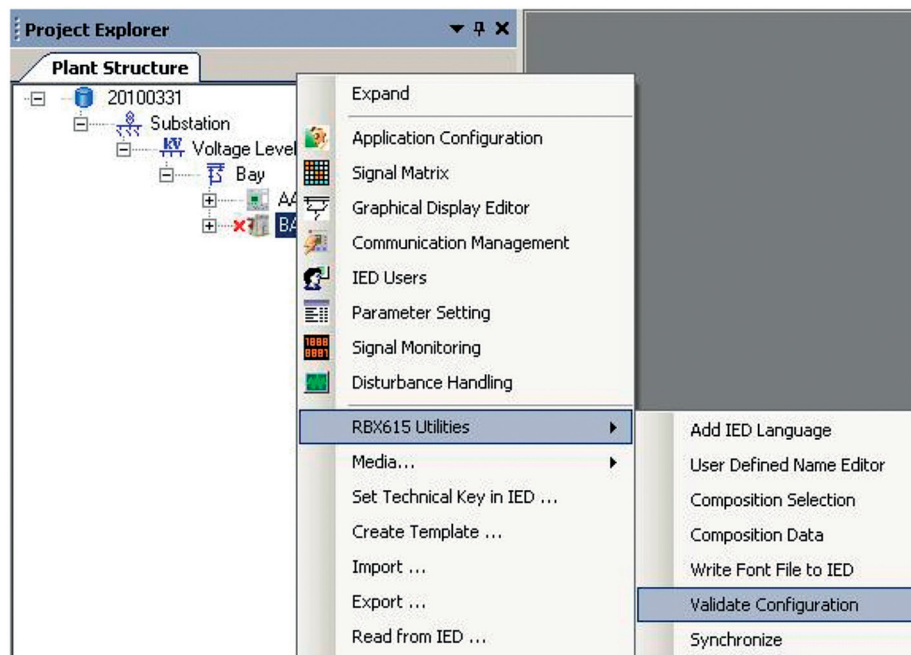 Project Explorer
Plant Structure
20100331
Substation
Voltage Level
Bay
Expand
Application Configuration
Signal Matrix
Graphical Display Editor
Communication Management
IED Users
Parameter Setting
Signal Monitoring
Disturbance Handling
RBX615 Utilities
Media...
Set Technical Key in IED ...
Create Template ...
Import ...
Export ...
Read from IED ...
Add IED Language
User Defined Name Editor
Composition Selection
Composition Data
Write Font File to IED
Validate Configuration
Synchronize